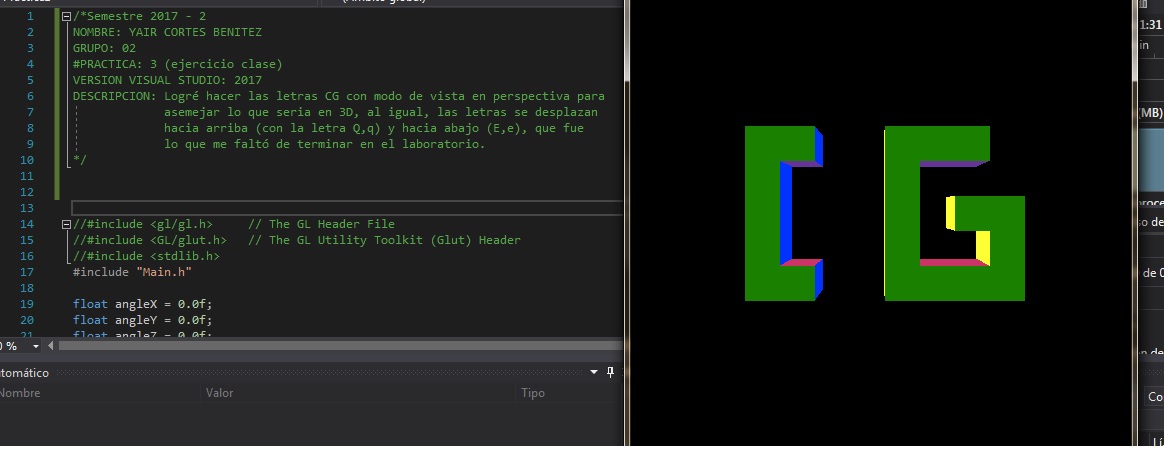 1 /*Semestre 2017 - 2
2 NOMBRE: YAIR CORTES BENITEZ
3 GRUPO: 02
4 #PRACTICA: 3 (ejercicio clase)
5 VERSION VISUAL STUDIO: 2017
6 DESCRIPCION: Logré hacer las letras CG con modo de vista en perspectiva para
7 asemejar lo que seria en 3D, al igual, las letras se desplazan
8 hacia arriba (con la letra Q,q) y hacia abajo (E,e), que fue
9 lo que me faltó de terminar en el laboratorio.
10 */
11
12
13
14 //#include <gl/gl.h> // The GL Header File
15 //#include <GL/glut.h> // The GL Utility Toolkit (Glut) Header
16 //#include <stdlib.h>
17 #include "Main.h"
18
19 float angleX = 0.0f;
20 float angleY = 0.0f;
21 float angleZ = 0.0f;
0 %
utomático
Nombre Valor Tipo
CG
1:31
in
(MB)
proce
so de
de 0
n de
Co
Lí